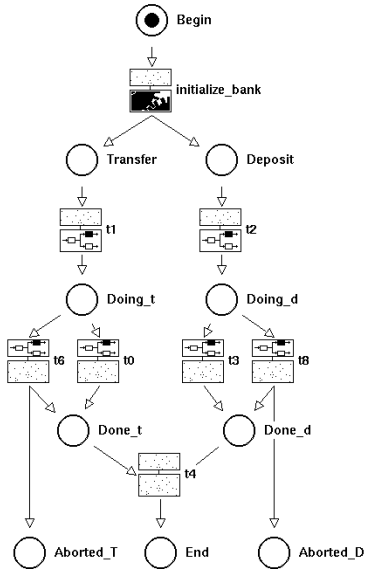 Begin
initialize_bank
Transfer
Deposit
t1
t2
Doing_t
Doing_d
t6
t0
t3
t8
Done_t
Done_d
t4
Aborted_T
End
Aborted_D